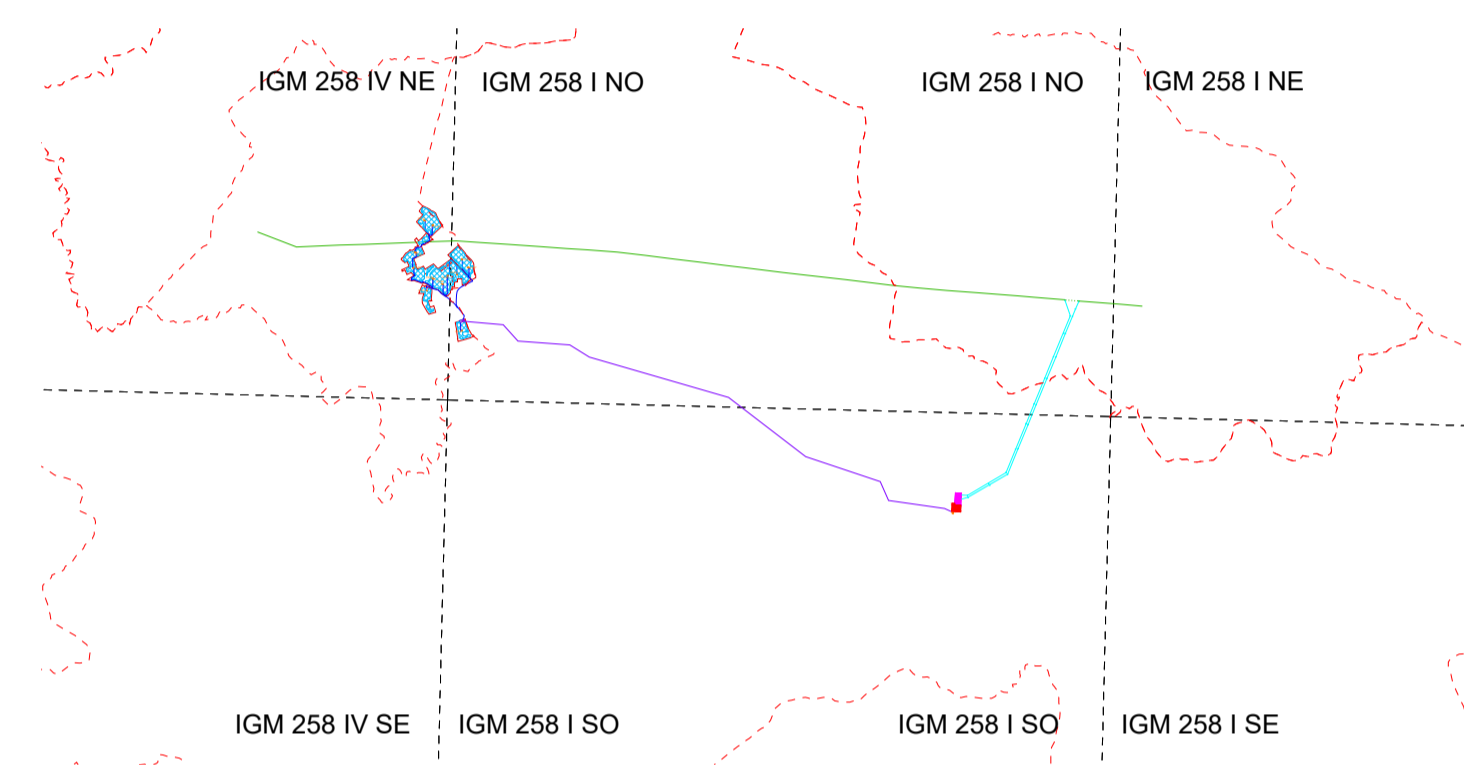 IGM 258 IV NE
IGM 258 I NO
IGM 258 I NO
IGM 258 I NE
IGM 258 IV SE
IGM 258 I SO
IGM 258 I SO
IGM 258 I SE